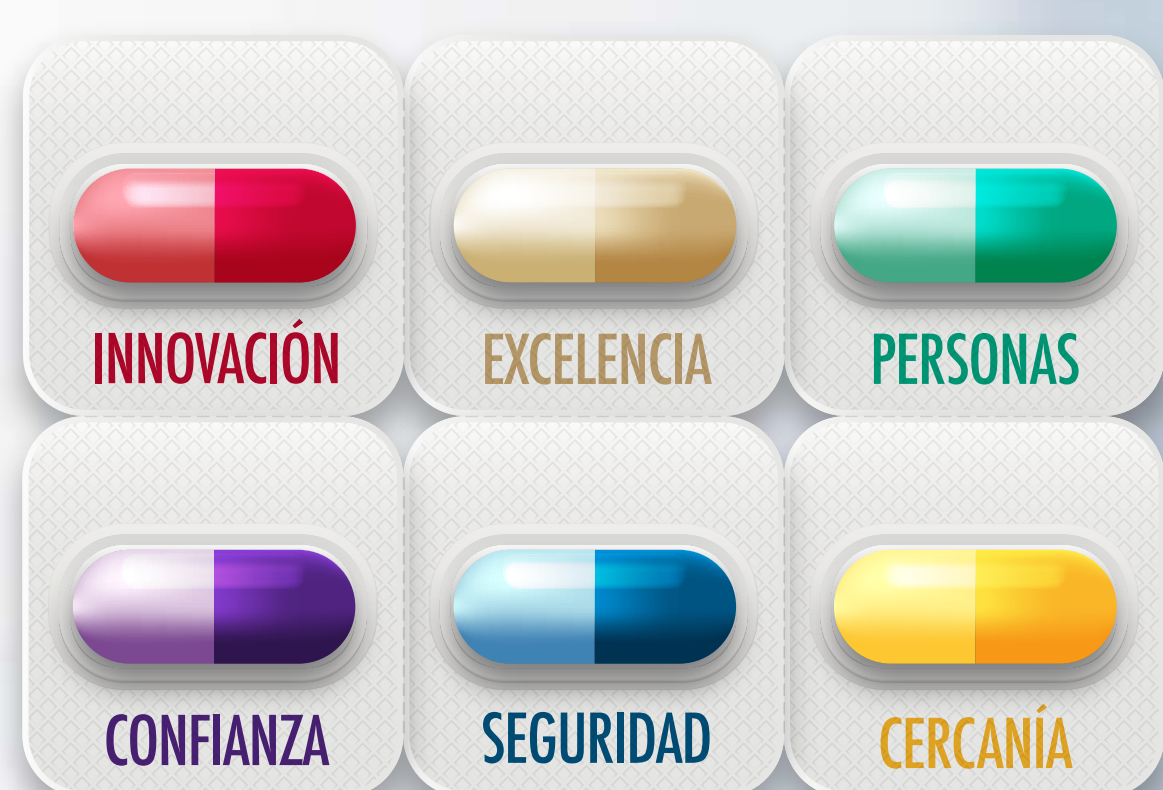 INNOVACIÓN
EXCELENCIA
PERSONAS
CONFIANZA
SEGURIDAD
CERCANÍA